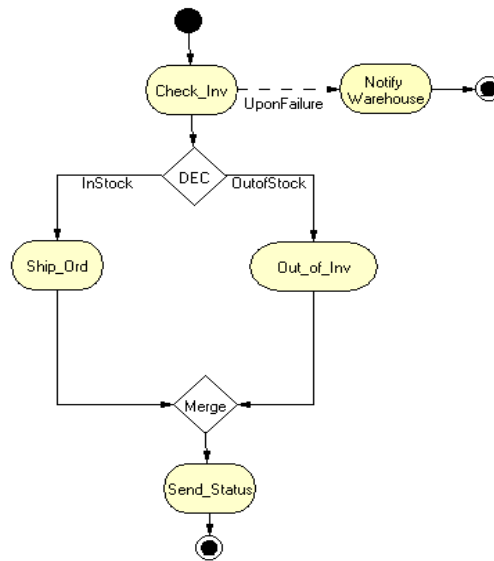 Check_Inv
UponFailure
Notify
Warehouse
DEC
InStock
OutofStock
Ship_Ord
Out_of_Inv
Merge
Send_Status